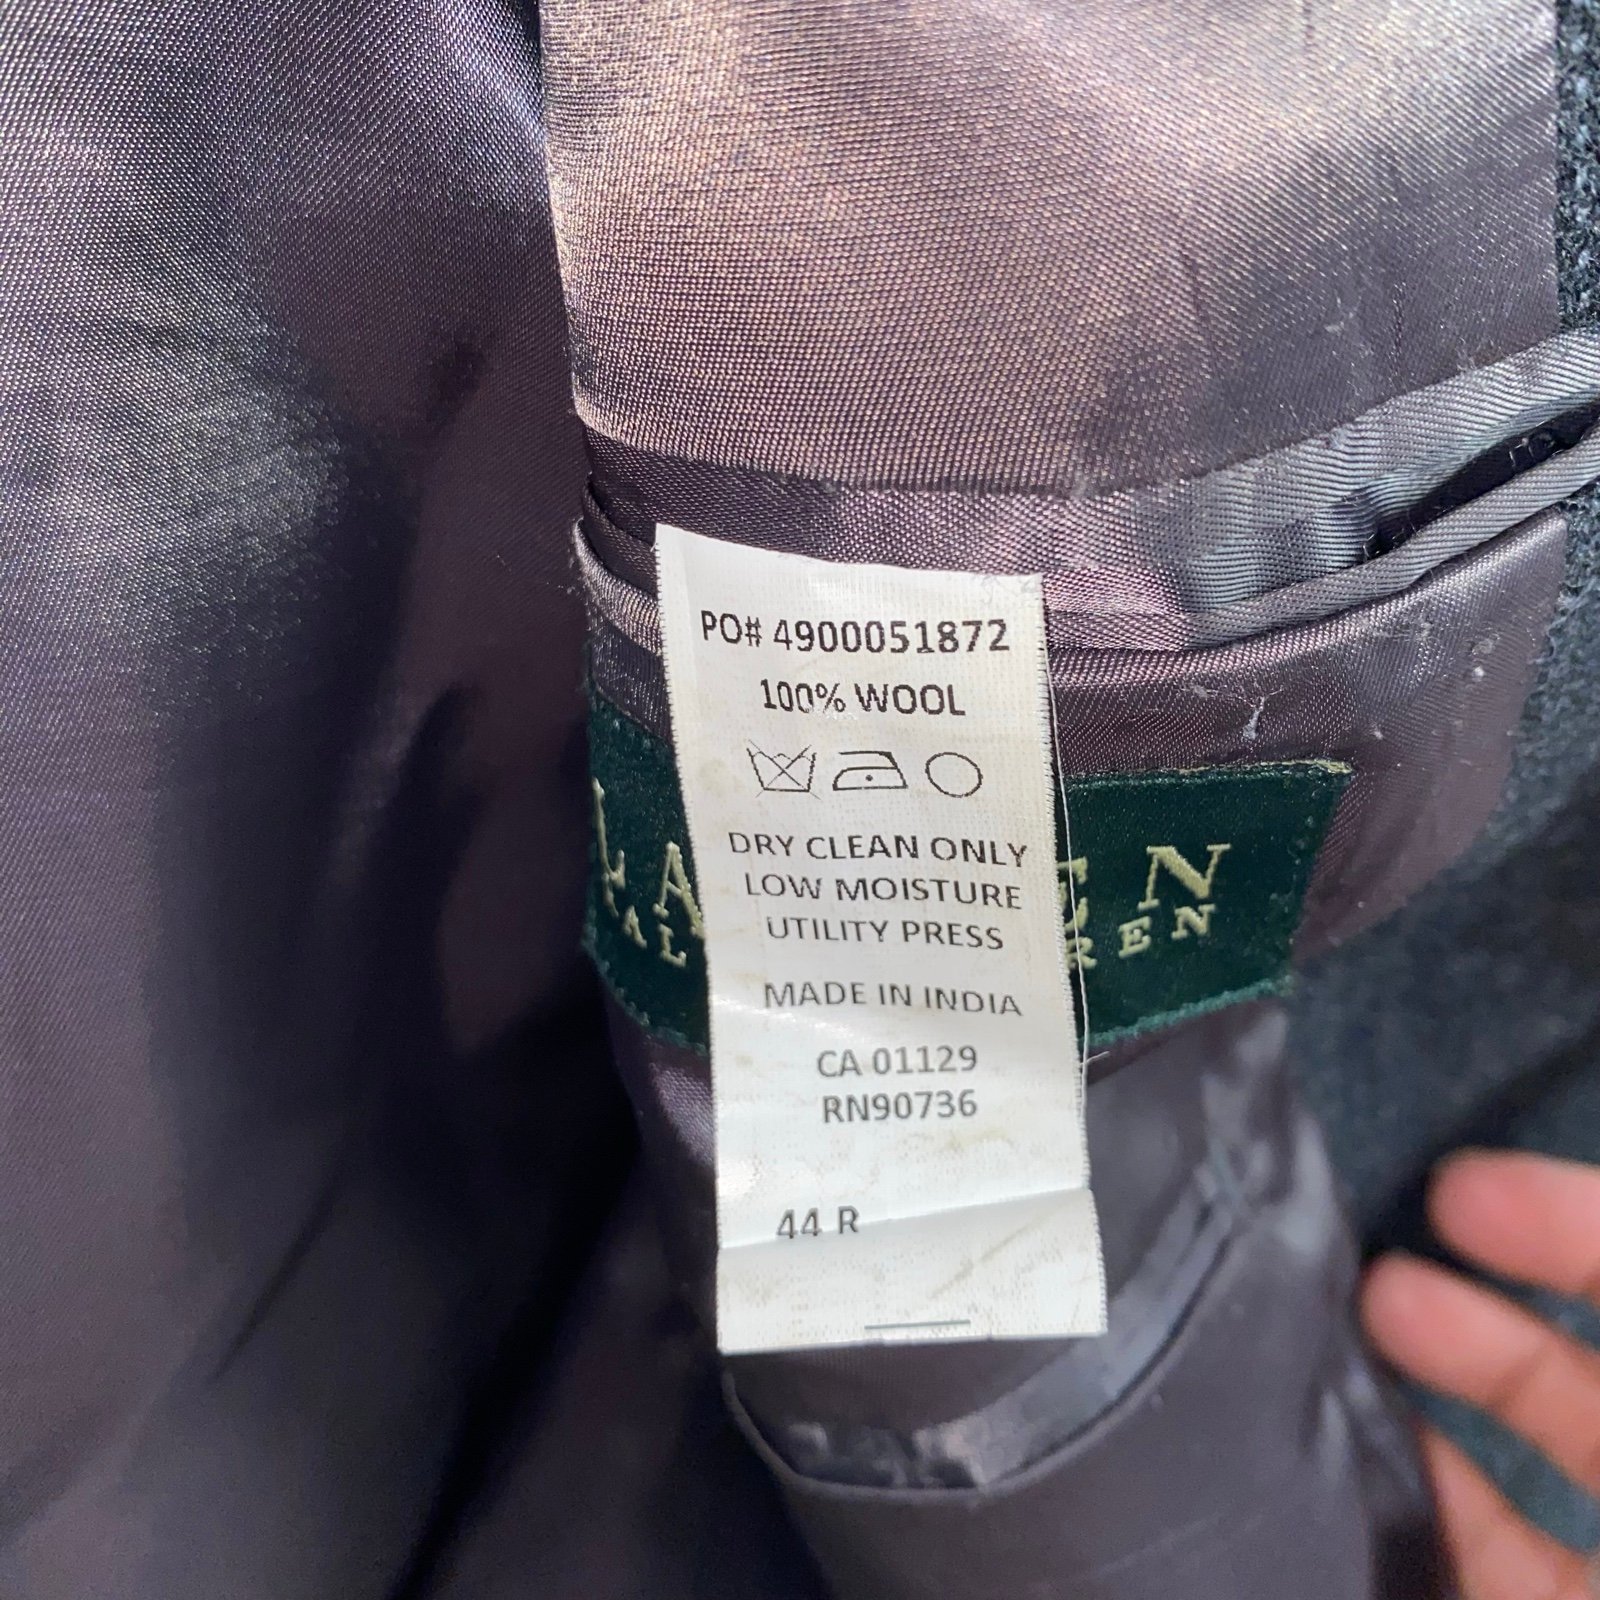 PO# 4900051872
100% WOOL
DRY CLEAN ONLY
LOW MOISTURE
UTILITY PRESS
MADE IN INDIA
CA 01129
RN90736
44 R